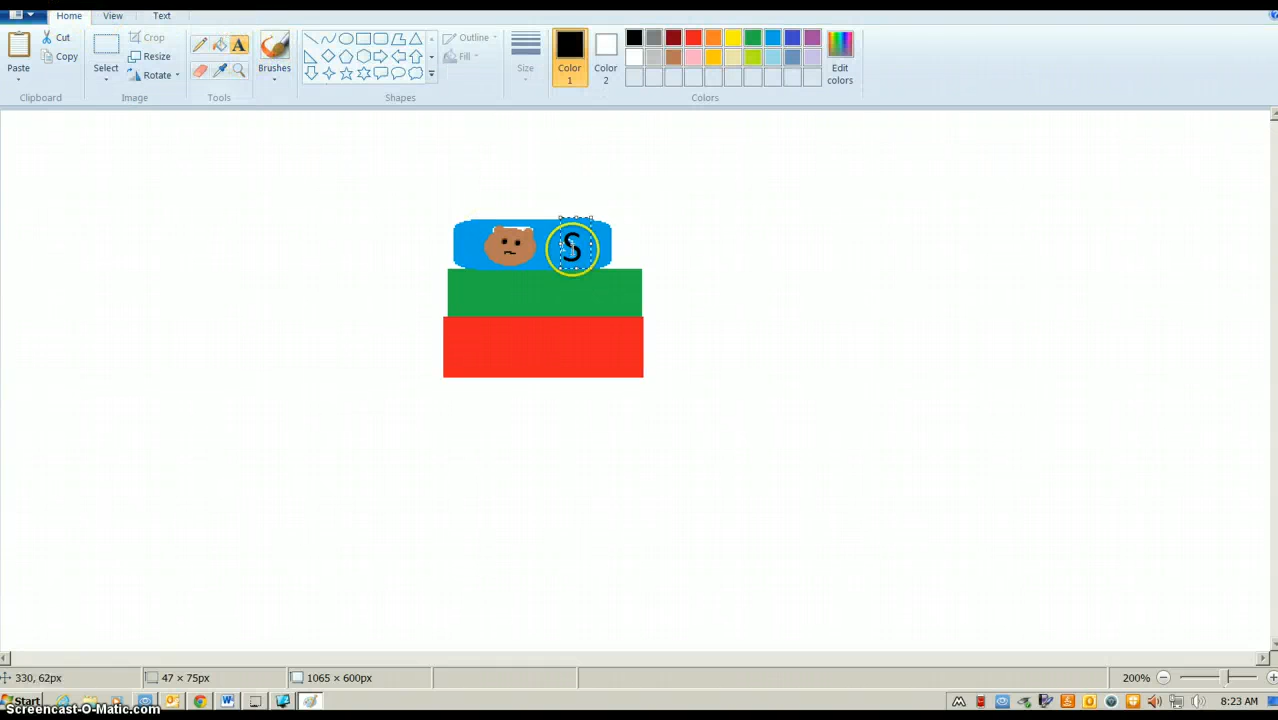 Home View Text
Paste
Cut
Copy
Clipboard
Select
Crop
Resize
Rotate
Image
A
Tools
Brushes
Shapes
Outline
Fill
Size
Color 1
Color 2
Edit colors
Colors
S
330, 62px 47 × 75px 1065 × 600px 200%
Start W 8:23 AM
Screencast-O-Matic.com